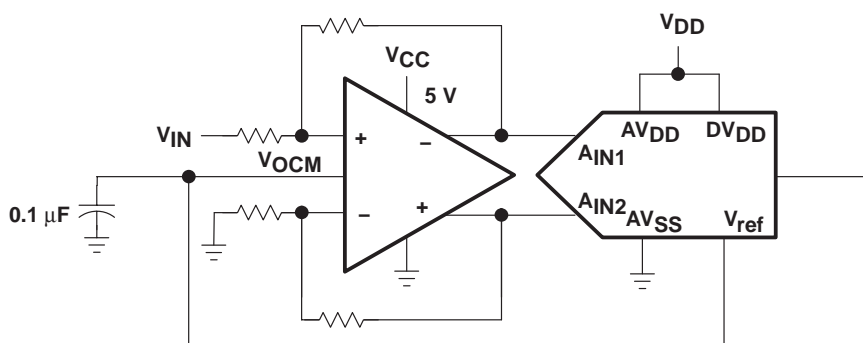 VDD
VCC
5 V
VIN
+
−
AVDD DVDD
AIN1
VOCM
0.1 μF
−
+
AIN2
AVSS
Vref